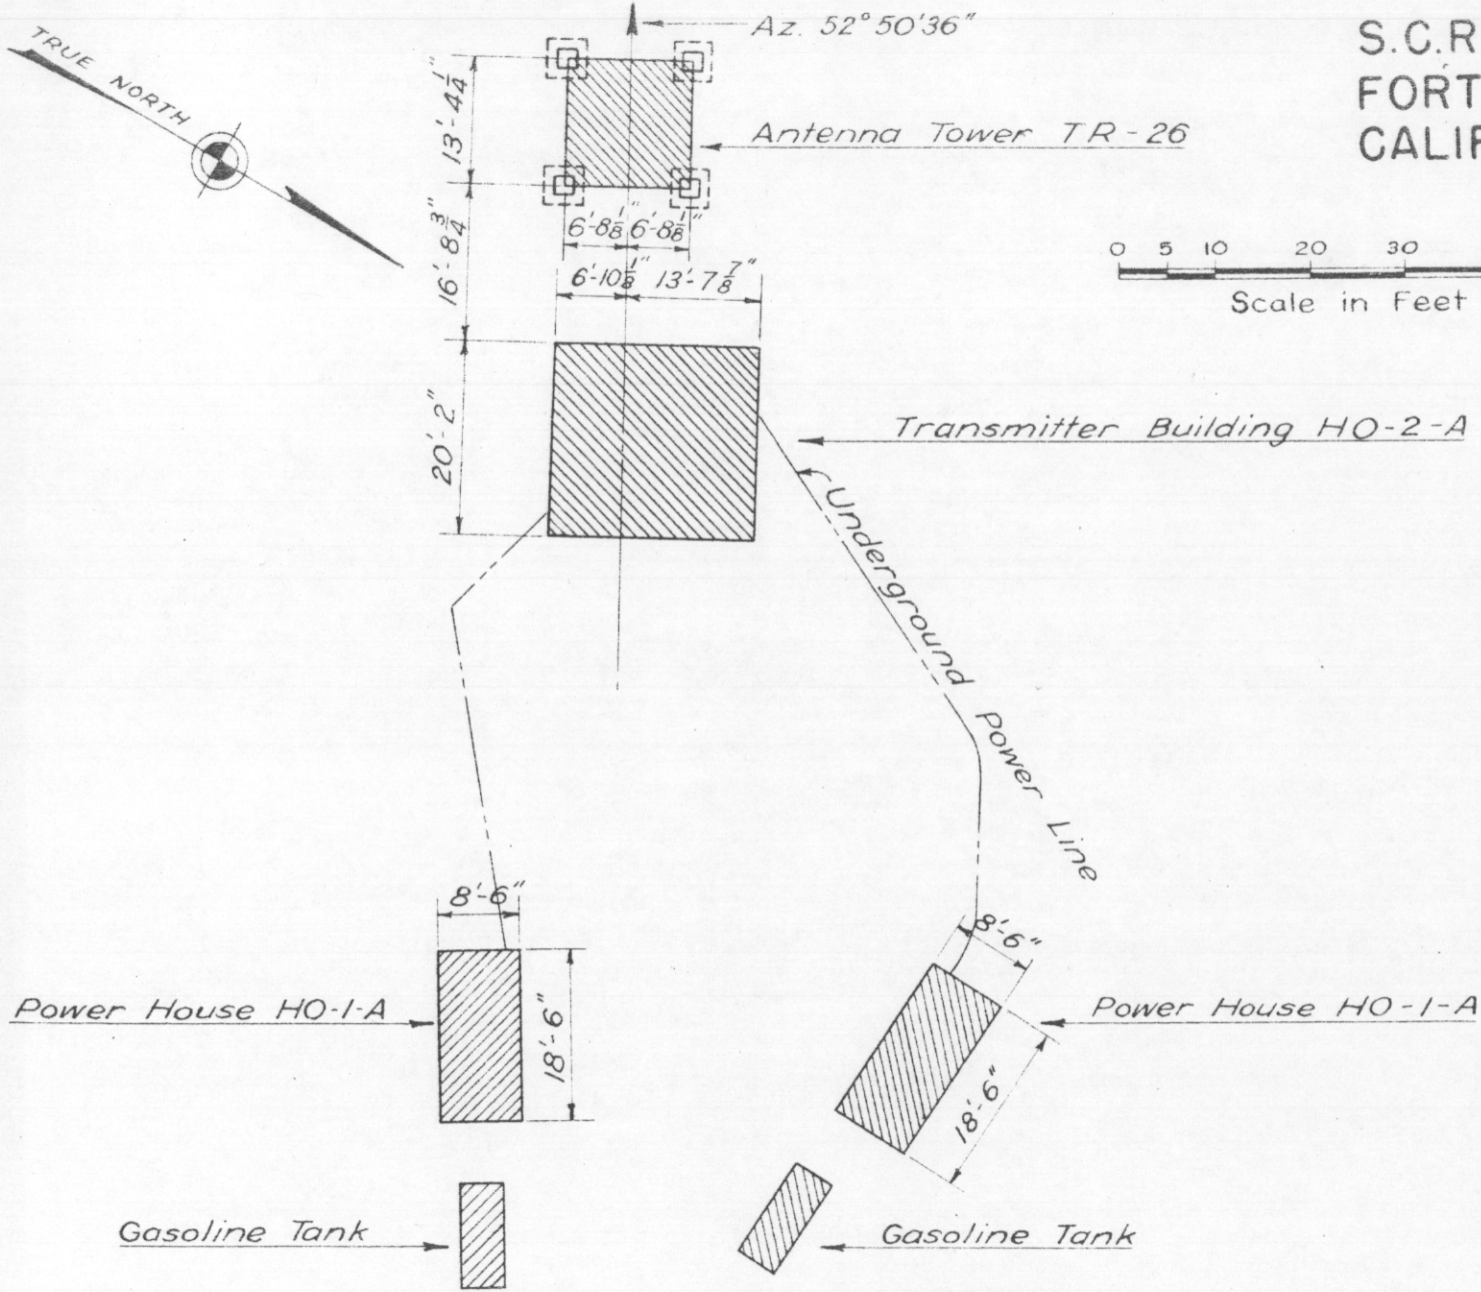 Az. 52° 50' 36"
S.C.R
FORT
CALIF
TRUE NORTH
13'-4 1/4"
Antenna Tower TR-26
16'-8 3/4"
6'-8 1/8" 6'-8 1/8"
6'-10 1/8" 13'-7 7/8"
0 5 10 20 30
Scale in Feet
20'-2"
Transmitter Building HO-2-A
Underground Power Line
8'-6"
8'-6"
Power House HO-1-A
18'-6"
Power House HO-1-A
18'-6"
Gasoline Tank
Gasoline Tank